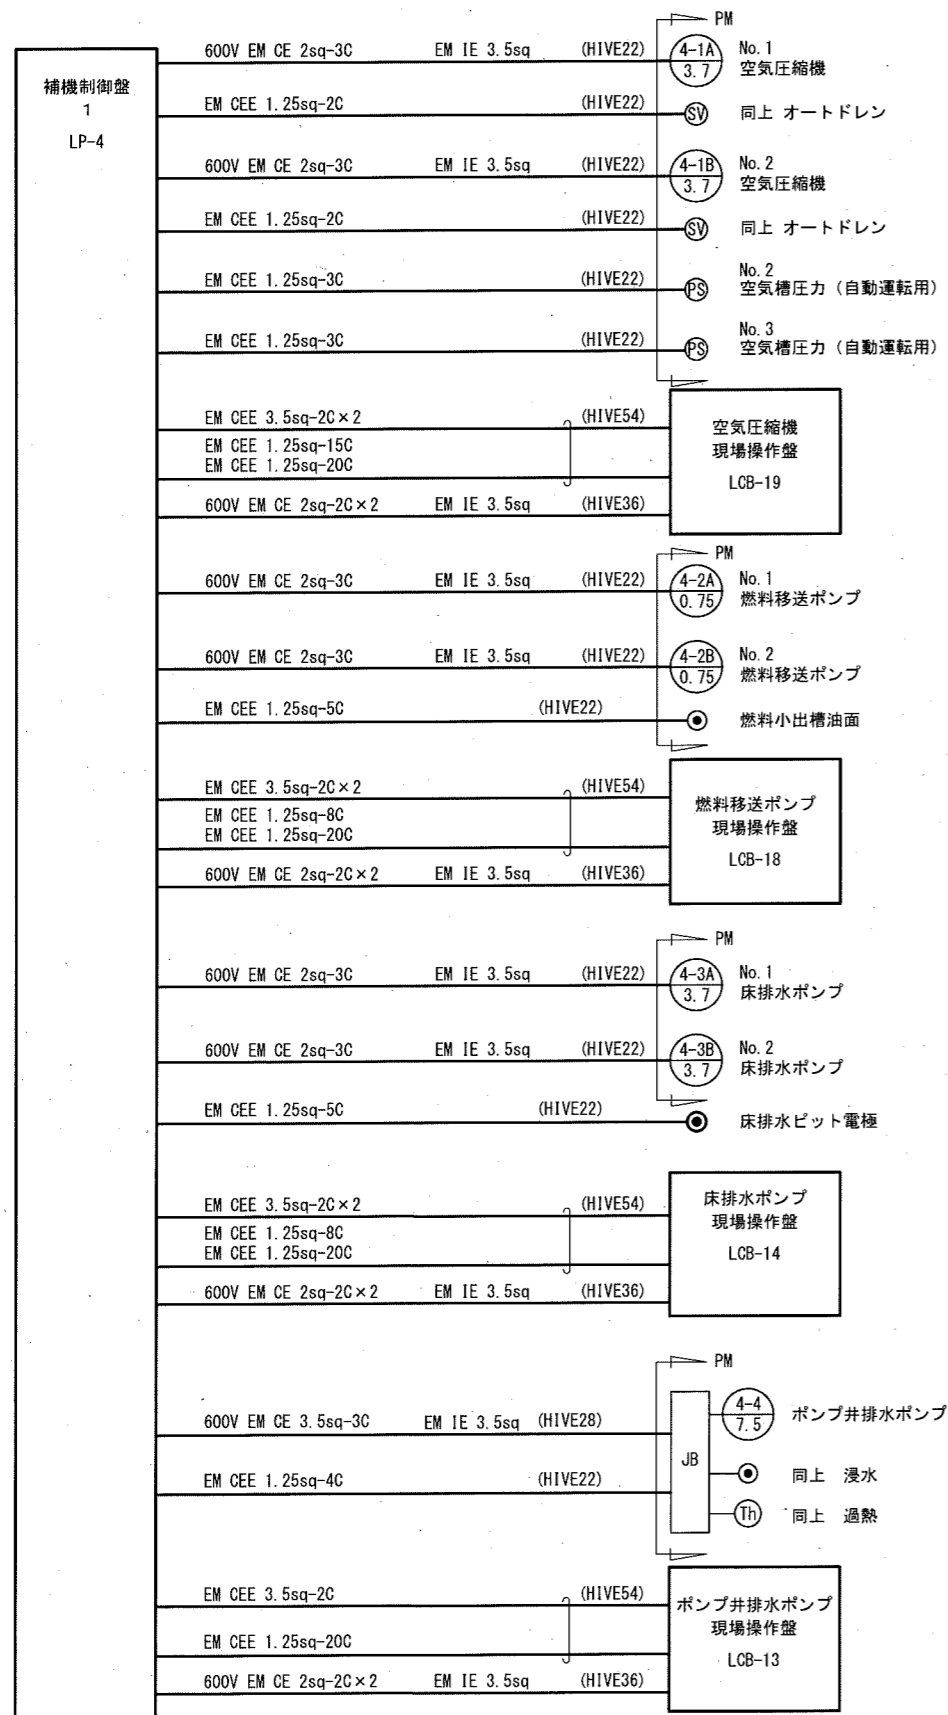 補機制御盤
1
LP-4
PM
600V EM CE 2sq-3C EM IE 3.5sq (HIVE22)
4-1A
3.7
No.1
空気圧縮機
EM CEE 1.25sq-2C (HIVE22)
SV
同上 オートドレン
600V EM CE 2sq-3C EM IE 3.5sq (HIVE22)
4-1B
3.7
No.2
空気圧縮機
EM CEE 1.25sq-2C (HIVE22)
SV
同上 オートドレン
EM CEE 1.25sq-3C (HIVE22)
PS
No.2
空気槽圧力(自動運転用)
EM CEE 1.25sq-3C (HIVE22)
PS
No.3
空気槽圧力(自動運転用)
EM CEE 3.5sq-2C×2 (HIVE54)
EM CEE 1.25sq-15C
EM CEE 1.25sq-20C
600V EM CE 2sq-2C×2 EM IE 3.5sq (HIVE36)
空気圧縮機
現場操作盤
LCB-19
PM
600V EM CE 2sq-3C EM IE 3.5sq (HIVE22)
4-2A
0.75
No.1
燃料移送ポンプ
600V EM CE 2sq-3C EM IE 3.5sq (HIVE22)
4-2B
0.75
No.2
燃料移送ポンプ
EM CEE 1.25sq-5C (HIVE22)
燃料小出槽油面
EM CEE 3.5sq-2C×2 (HIVE54)
EM CEE 1.25sq-8C
EM CEE 1.25sq-20C
600V EM CE 2sq-2C×2 EM IE 3.5sq (HIVE36)
燃料移送ポンプ
現場操作盤
LCB-18
PM
600V EM CE 2sq-3C EM IE 3.5sq (HIVE22)
4-3A
3.7
No.1
床排水ポンプ
600V EM CE 2sq-3C EM IE 3.5sq (HIVE22)
4-3B
3.7
No.2
床排水ポンプ
EM CEE 1.25sq-5C (HIVE22)
床排水ピット電極
EM CEE 3.5sq-2C×2 (HIVE54)
EM CEE 1.25sq-8C
EM CEE 1.25sq-20C
600V EM CE 2sq-2C×2 EM IE 3.5sq (HIVE36)
床排水ポンプ
現場操作盤
LCB-14
PM
600V EM CE 3.5sq-3C EM IE 3.5sq (HIVE28)
4-4
7.5
ポンプ井排水ポンプ
JB
EM CEE 1.25sq-4C (HIVE22)
同上 浸水
Th
同上 過熱
EM CEE 3.5sq-2C (HIVE54)
EM CEE 1.25sq-20C
600V EM CE 2sq-2C×2 EM IE 3.5sq (HIVE36)
ポンプ井排水ポンプ
現場操作盤
LCB-13